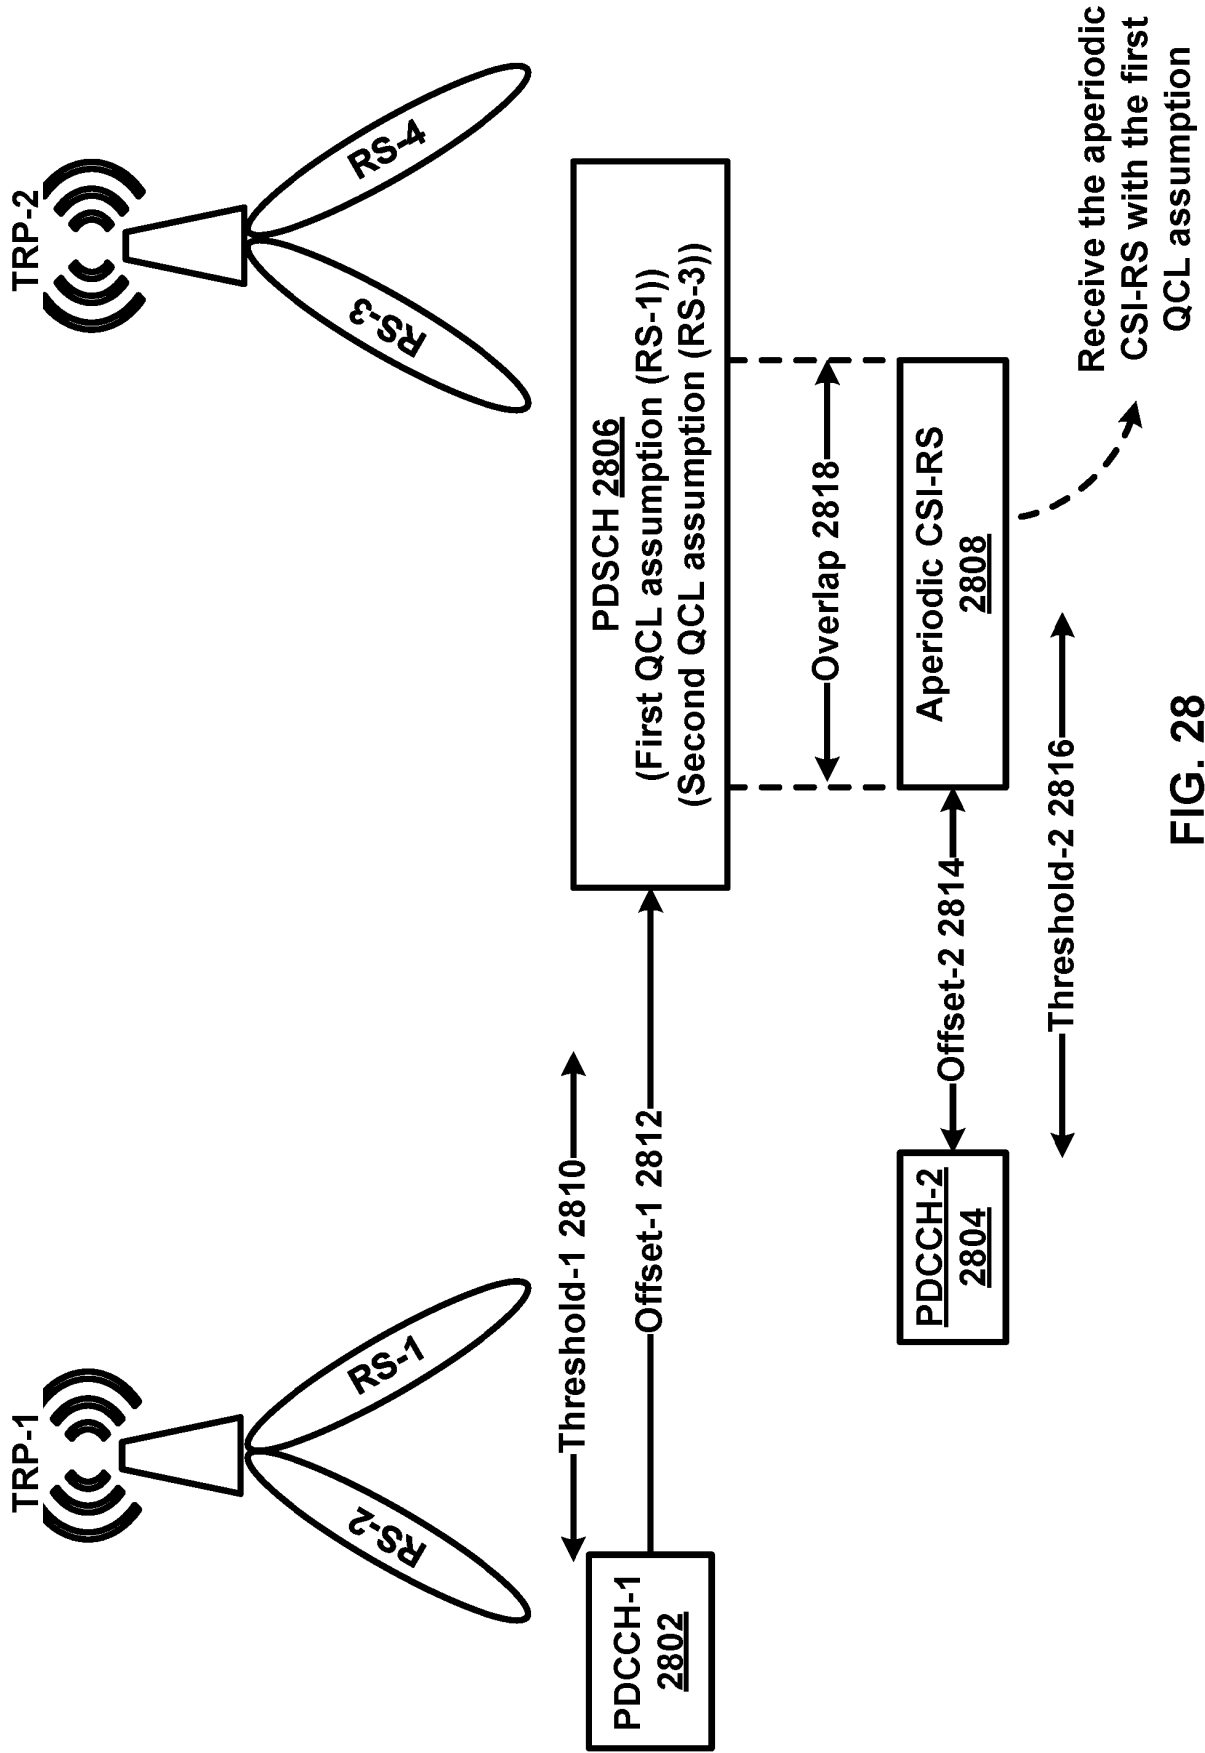 TRP-1
TRP-2
RS-2
RS-1
RS-3
RS-4
Threshold-1 2810
PDCCH-1
2802
Offset-1 2812
PDSCH 2806
(First QCL assumption (RS-1))
(Second QCL assumption (RS-3))
Overlap 2818
PDCCH-2
2804
Offset-2 2814
Aperiodic CSI-RS
2808
Threshold-2 2816
Receive the aperiodic
CSI-RS with the first
QCL assumption
FIG. 28